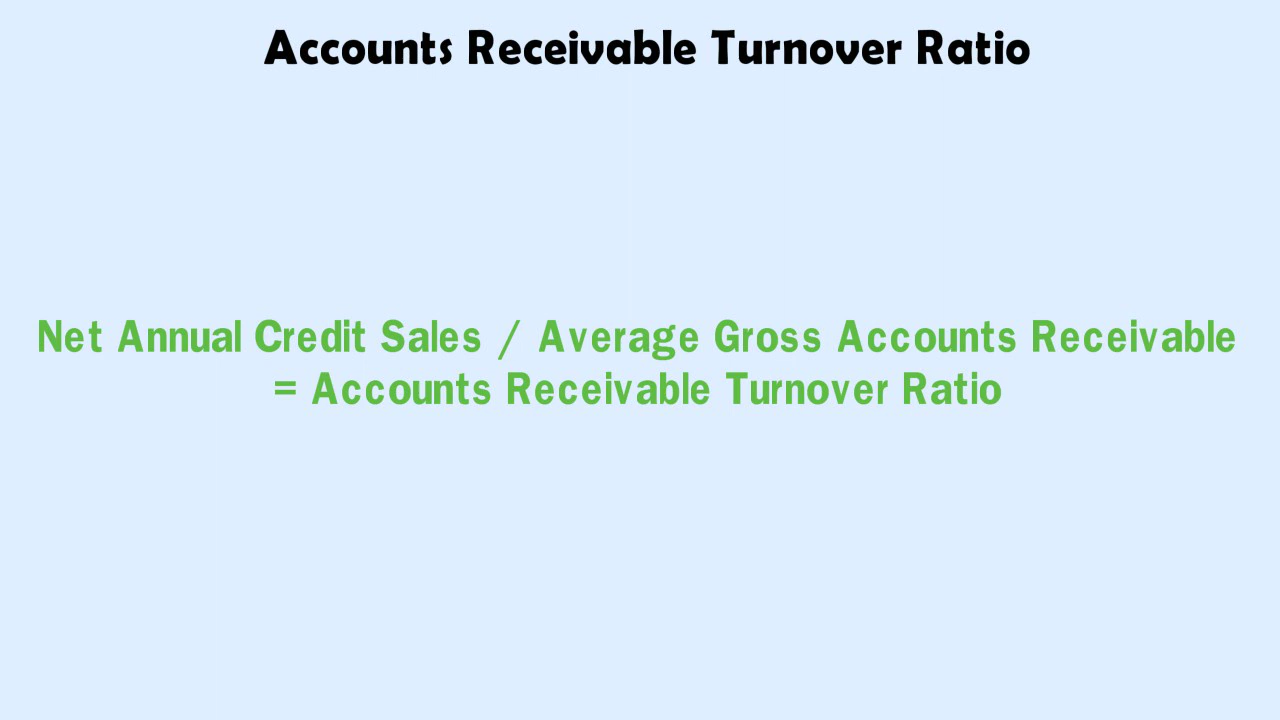 Accounts Receivable Turnover Ratio
Net Annual Credit Sales / Average Gross Accounts Receivable
= Accounts Receivable Turnover Ratio